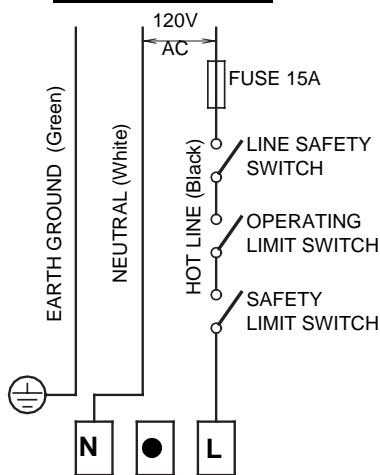 120V
AC
FUSE 15A
LINE SAFETY
SWITCH
OPERATING
LIMIT SWITCH
SAFETY
LIMIT SWITCH
EARTH GROUND (Green)
NEUTRAL (White)
HOT LINE (Black)
N
L